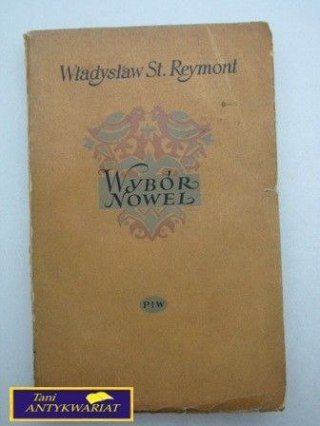 Władysław St. Reymont
WYBÓR
NOWEL
PIW
Tani
ANTYKWARIAT